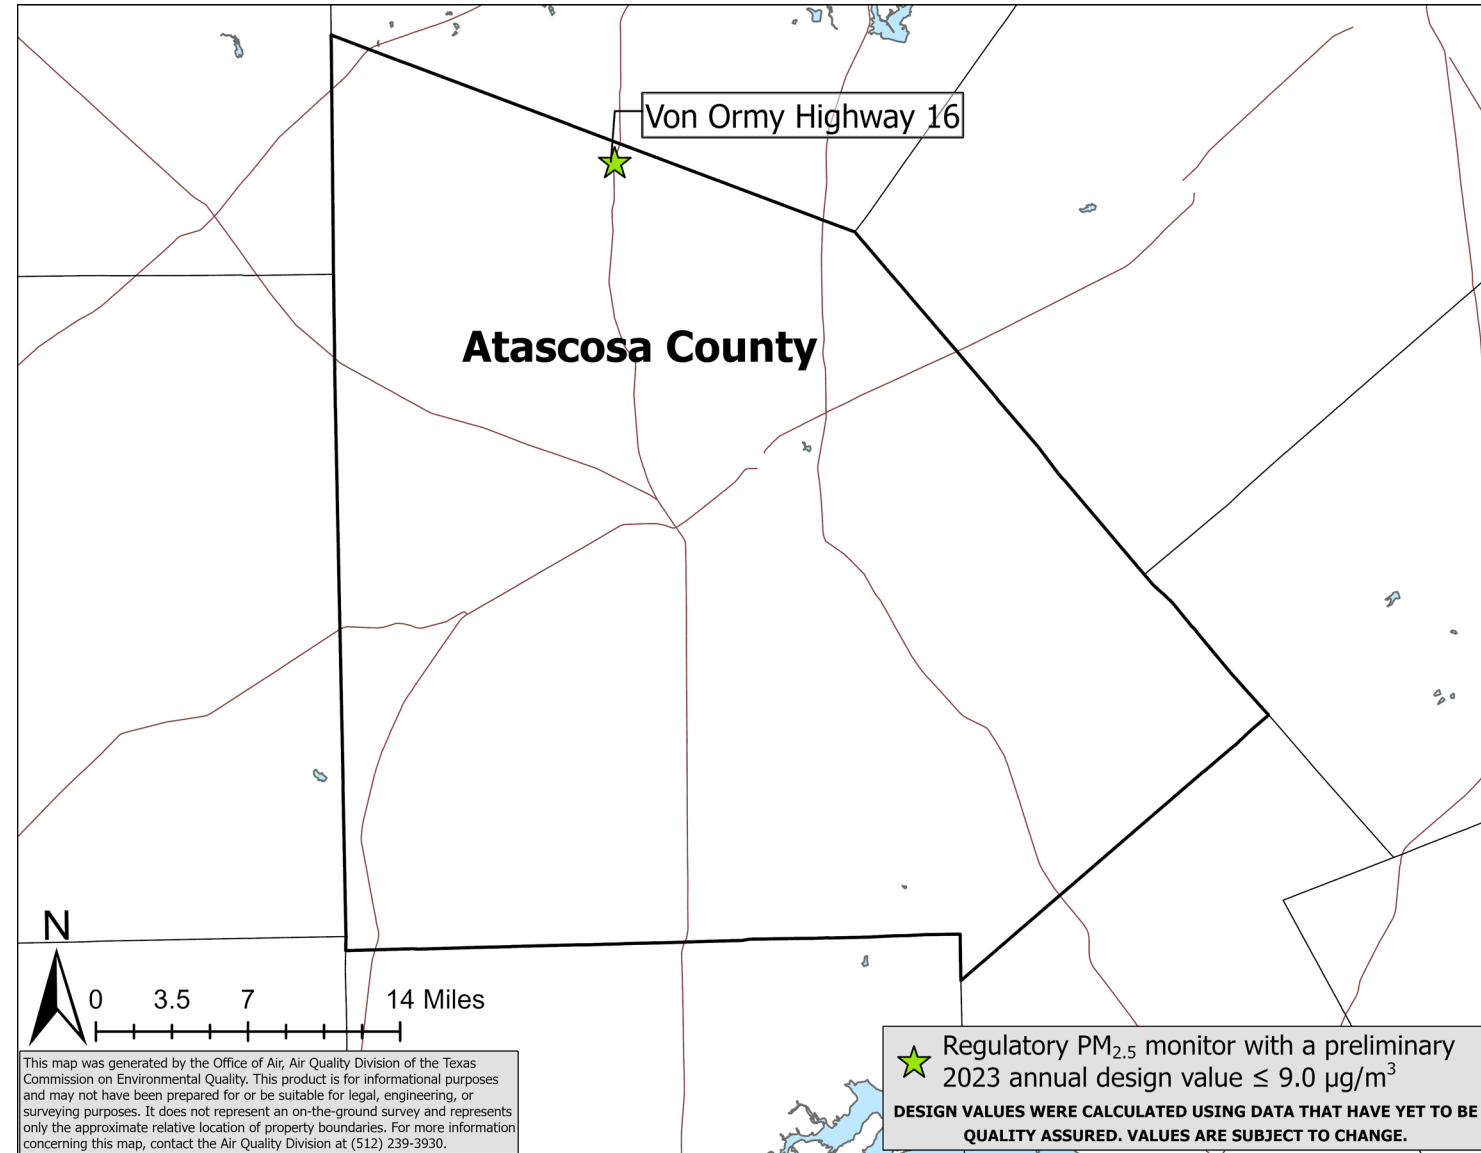 Von Ormy Highway 16
Atascosa County
N
0 3.5 7 14 Miles
This map was generated by the Office of Air, Air Quality Division of the Texas
Commission on Environmental Quality. This product is for informational purposes
and may not have been prepared for or be suitable for legal, engineering, or
surveying purposes. It does not represent an on-the-ground survey and represents
only the approximate relative location of property boundaries. For more information
concerning this map, contact the Air Quality Division at (512) 239-3930.
Regulatory PM2.5 monitor with a preliminary
2023 annual design value ≤ 9.0 µg/m³
DESIGN VALUES WERE CALCULATED USING DATA THAT HAVE YET TO BE
QUALITY ASSURED. VALUES ARE SUBJECT TO CHANGE.